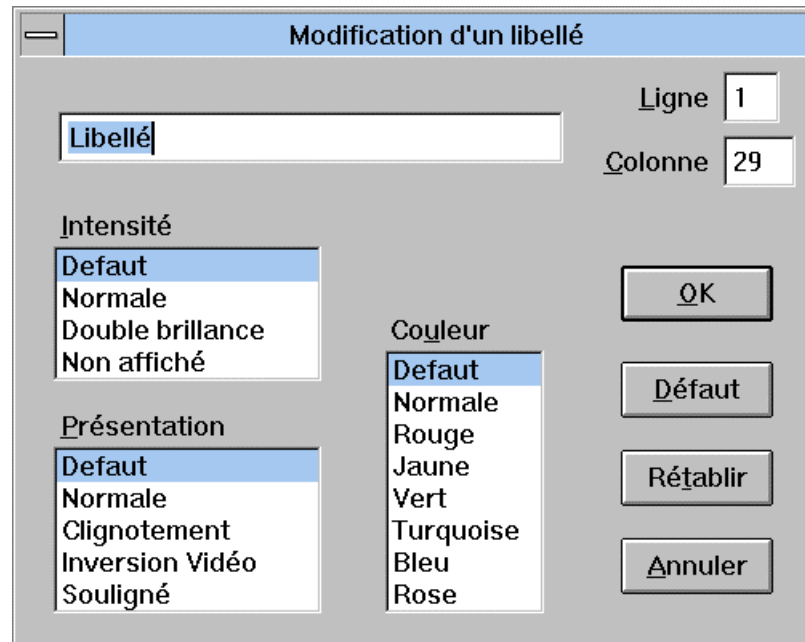 Modification d'un libellé
Ligne 1
Libellé
Colonne 29
Intensité
Defaut
Normale
Double brillance
Non affiché
Présentation
Defaut
Normale
Clignotement
Inversion Vidéo
Souligné
Couleur
Defaut
Normale
Rouge
Jaune
Vert
Turquoise
Bleu
Rose
OK
Défaut
Rétablir
Annuler